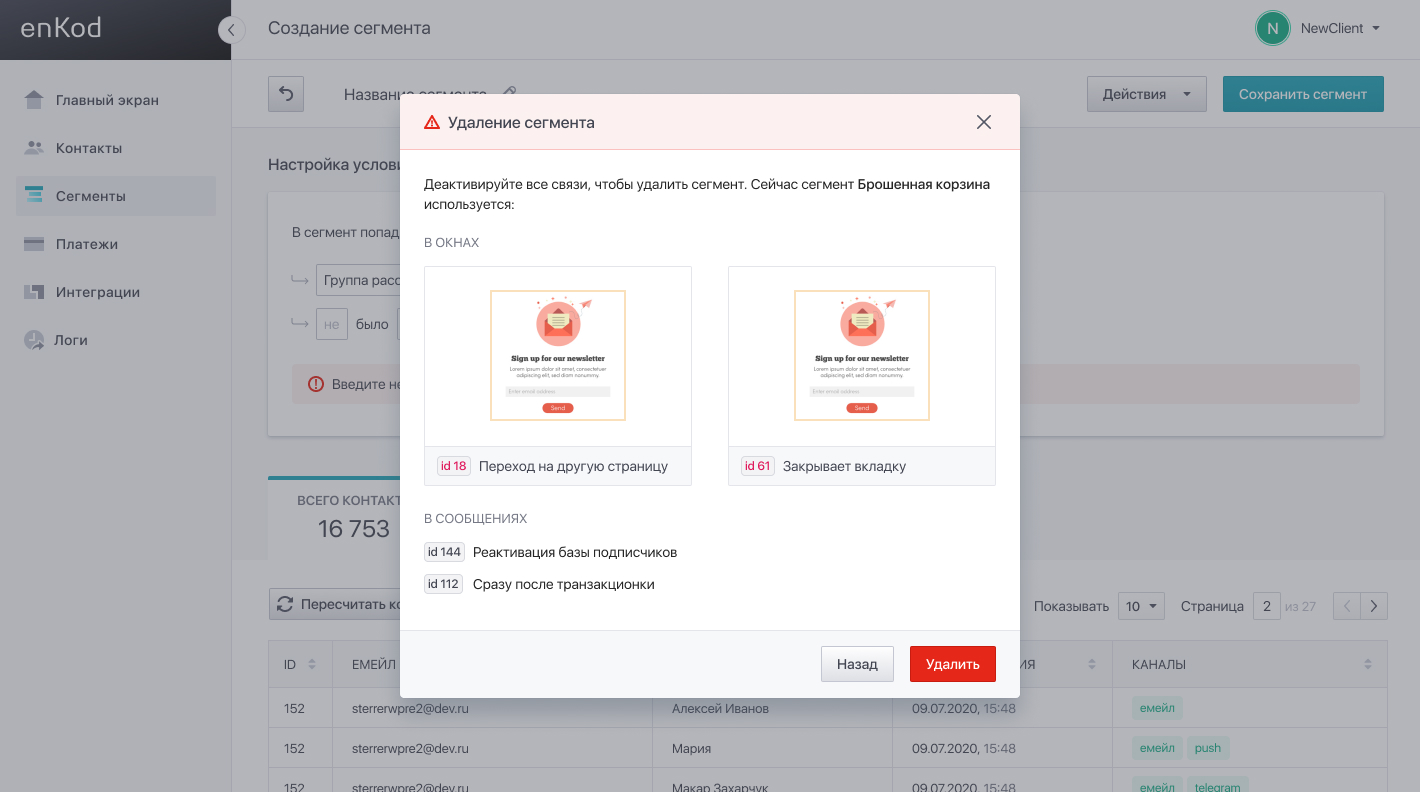 enKod
Создание сегмента
N
NewClient
Главный экран
Контакты
Сегменты
Платежи
Интеграции
Логи
Название сегмента
Действия
Сохранить сегмент
Настройка услови
В сегмент попад
Группа расс
не
было
Введите не
Удаление сегмента
Деактивируйте все связи, чтобы удалить сегмент. Сейчас сегмент Брошенная корзина
используется:
В ОКНАХ
Sign up for our newsletter
Lorem ipsum dolor sit amet, consectetuer
adipiscing elit, sed diam nonummy.
Enter email address
Send
id 18 Переход на другую страницу
Sign up for our newsletter
Lorem ipsum dolor sit amet, consectetuer
adipiscing elit, sed diam nonummy.
Enter email address
Send
id 61 Закрывает вкладку
В СООБЩЕНИЯХ
id 144 Реактивация базы подписчиков
id 112 Сразу после транзакционки
Назад
Удалить
ВСЕГО КОНТАКТ
16 753
Пересчитать ко
Показывать 10 Страница 2 из 27
ID ЕМЕЙЛ ИЯ КАНАЛЫ
152 sterrerwpre2@dev.ru Алексей Иванов 09.07.2020, 15:48 емейл
152 sterrerwpre2@dev.ru Мария 09.07.2020, 15:48 емейл push
152 sterrerwpre2@dev.ru Макар Захарчук 09.07.2020, 15:48 емейл telegram